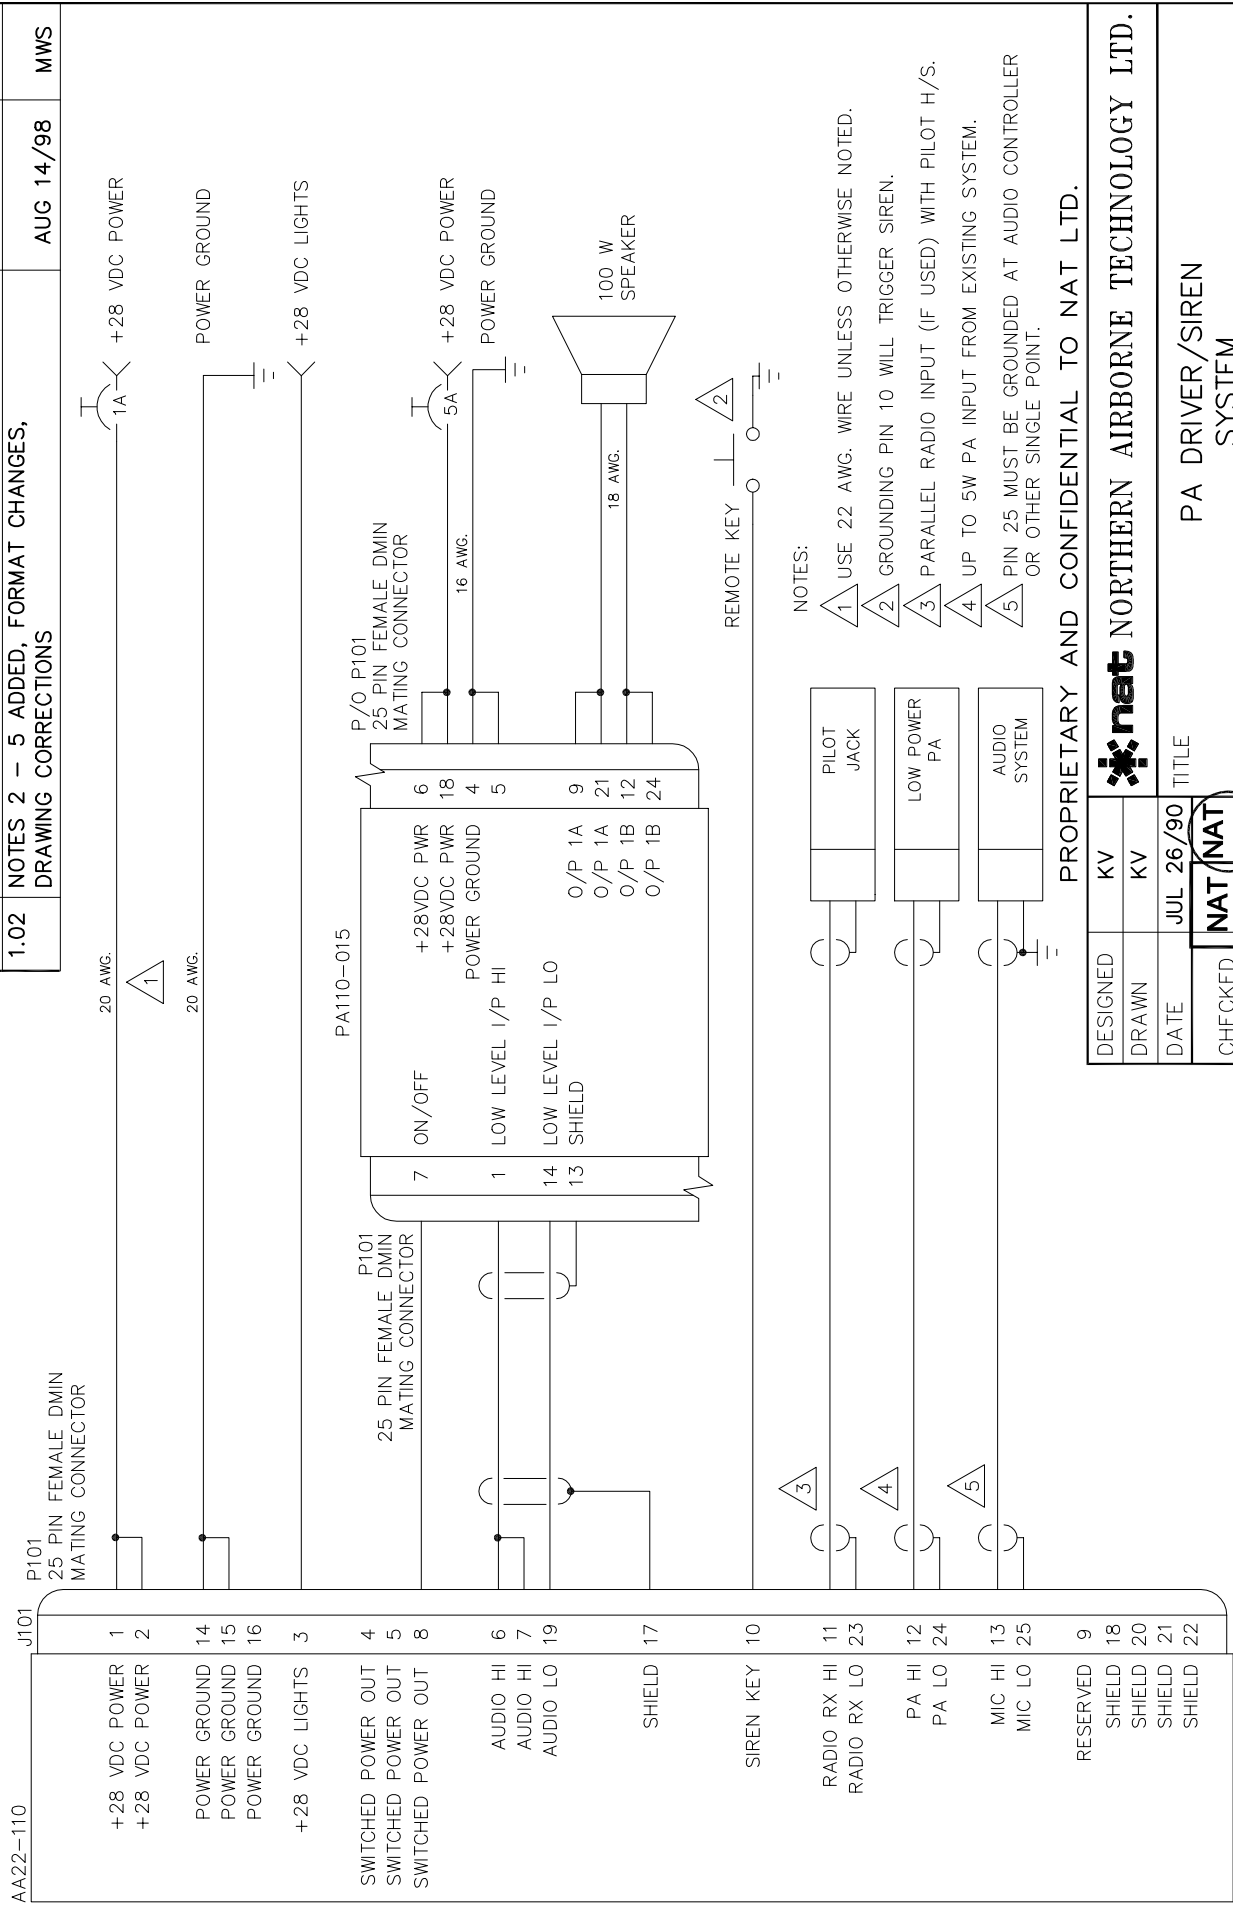 1.02
NOTES 2 - 5 ADDED, FORMAT CHANGES,
DRAWING CORRECTIONS
AUG 14/98
MWS
AA22-110
J101
P101
25 PIN FEMALE DMIN
MATING CONNECTOR
+28 VDC POWER 1
+28 VDC POWER 2
POWER GROUND 14
POWER GROUND 15
POWER GROUND 16
+28 VDC LIGHTS 3
SWITCHED POWER OUT 4
SWITCHED POWER OUT 5
SWITCHED POWER OUT 8
AUDIO HI 6
AUDIO HI 7
AUDIO LO 19
SHIELD 17
SIREN KEY 10
RADIO RX HI 11
RADIO RX LO 23
PA HI 12
PA LO 24
MIC HI 13
MIC LO 25
RESERVED 9
SHIELD 18
SHIELD 20
SHIELD 21
SHIELD 22
20 AWG.
1
20 AWG.
1A
+28 VDC POWER
POWER GROUND
+28 VDC LIGHTS
P101
25 PIN FEMALE DMIN
MATING CONNECTOR
PA110-015
7 ON/OFF
1 LOW LEVEL I/P HI
14 LOW LEVEL I/P LO
13 SHIELD
+28VDC PWR 6
+28VDC PWR 18
POWER GROUND 4
5
O/P 1A 9
O/P 1A 21
O/P 1B 12
O/P 1B 24
P/O P101
25 PIN FEMALE DMIN
MATING CONNECTOR
16 AWG.
5A
+28 VDC POWER
POWER GROUND
18 AWG.
100 W
SPEAKER
REMOTE KEY
2
3
4
5
PILOT
JACK
LOW POWER
PA
AUDIO
SYSTEM
NOTES:
1 USE 22 AWG. WIRE UNLESS OTHERWISE NOTED.
2 GROUNDING PIN 10 WILL TRIGGER SIREN.
3 PARALLEL RADIO INPUT (IF USED) WITH PILOT H/S.
4 UP TO 5W PA INPUT FROM EXISTING SYSTEM.
5 PIN 25 MUST BE GROUNDED AT AUDIO CONTROLLER
OR OTHER SINGLE POINT.
PROPRIETARY AND CONFIDENTIAL TO NAT LTD.
DESIGNED KV
DRAWN KV
DATE JUL 26/90
CHECKED NAT NAT
nat NORTHERN AIRBORNE TECHNOLOGY LTD.
TITLE
PA DRIVER/SIREN
SYSTEM